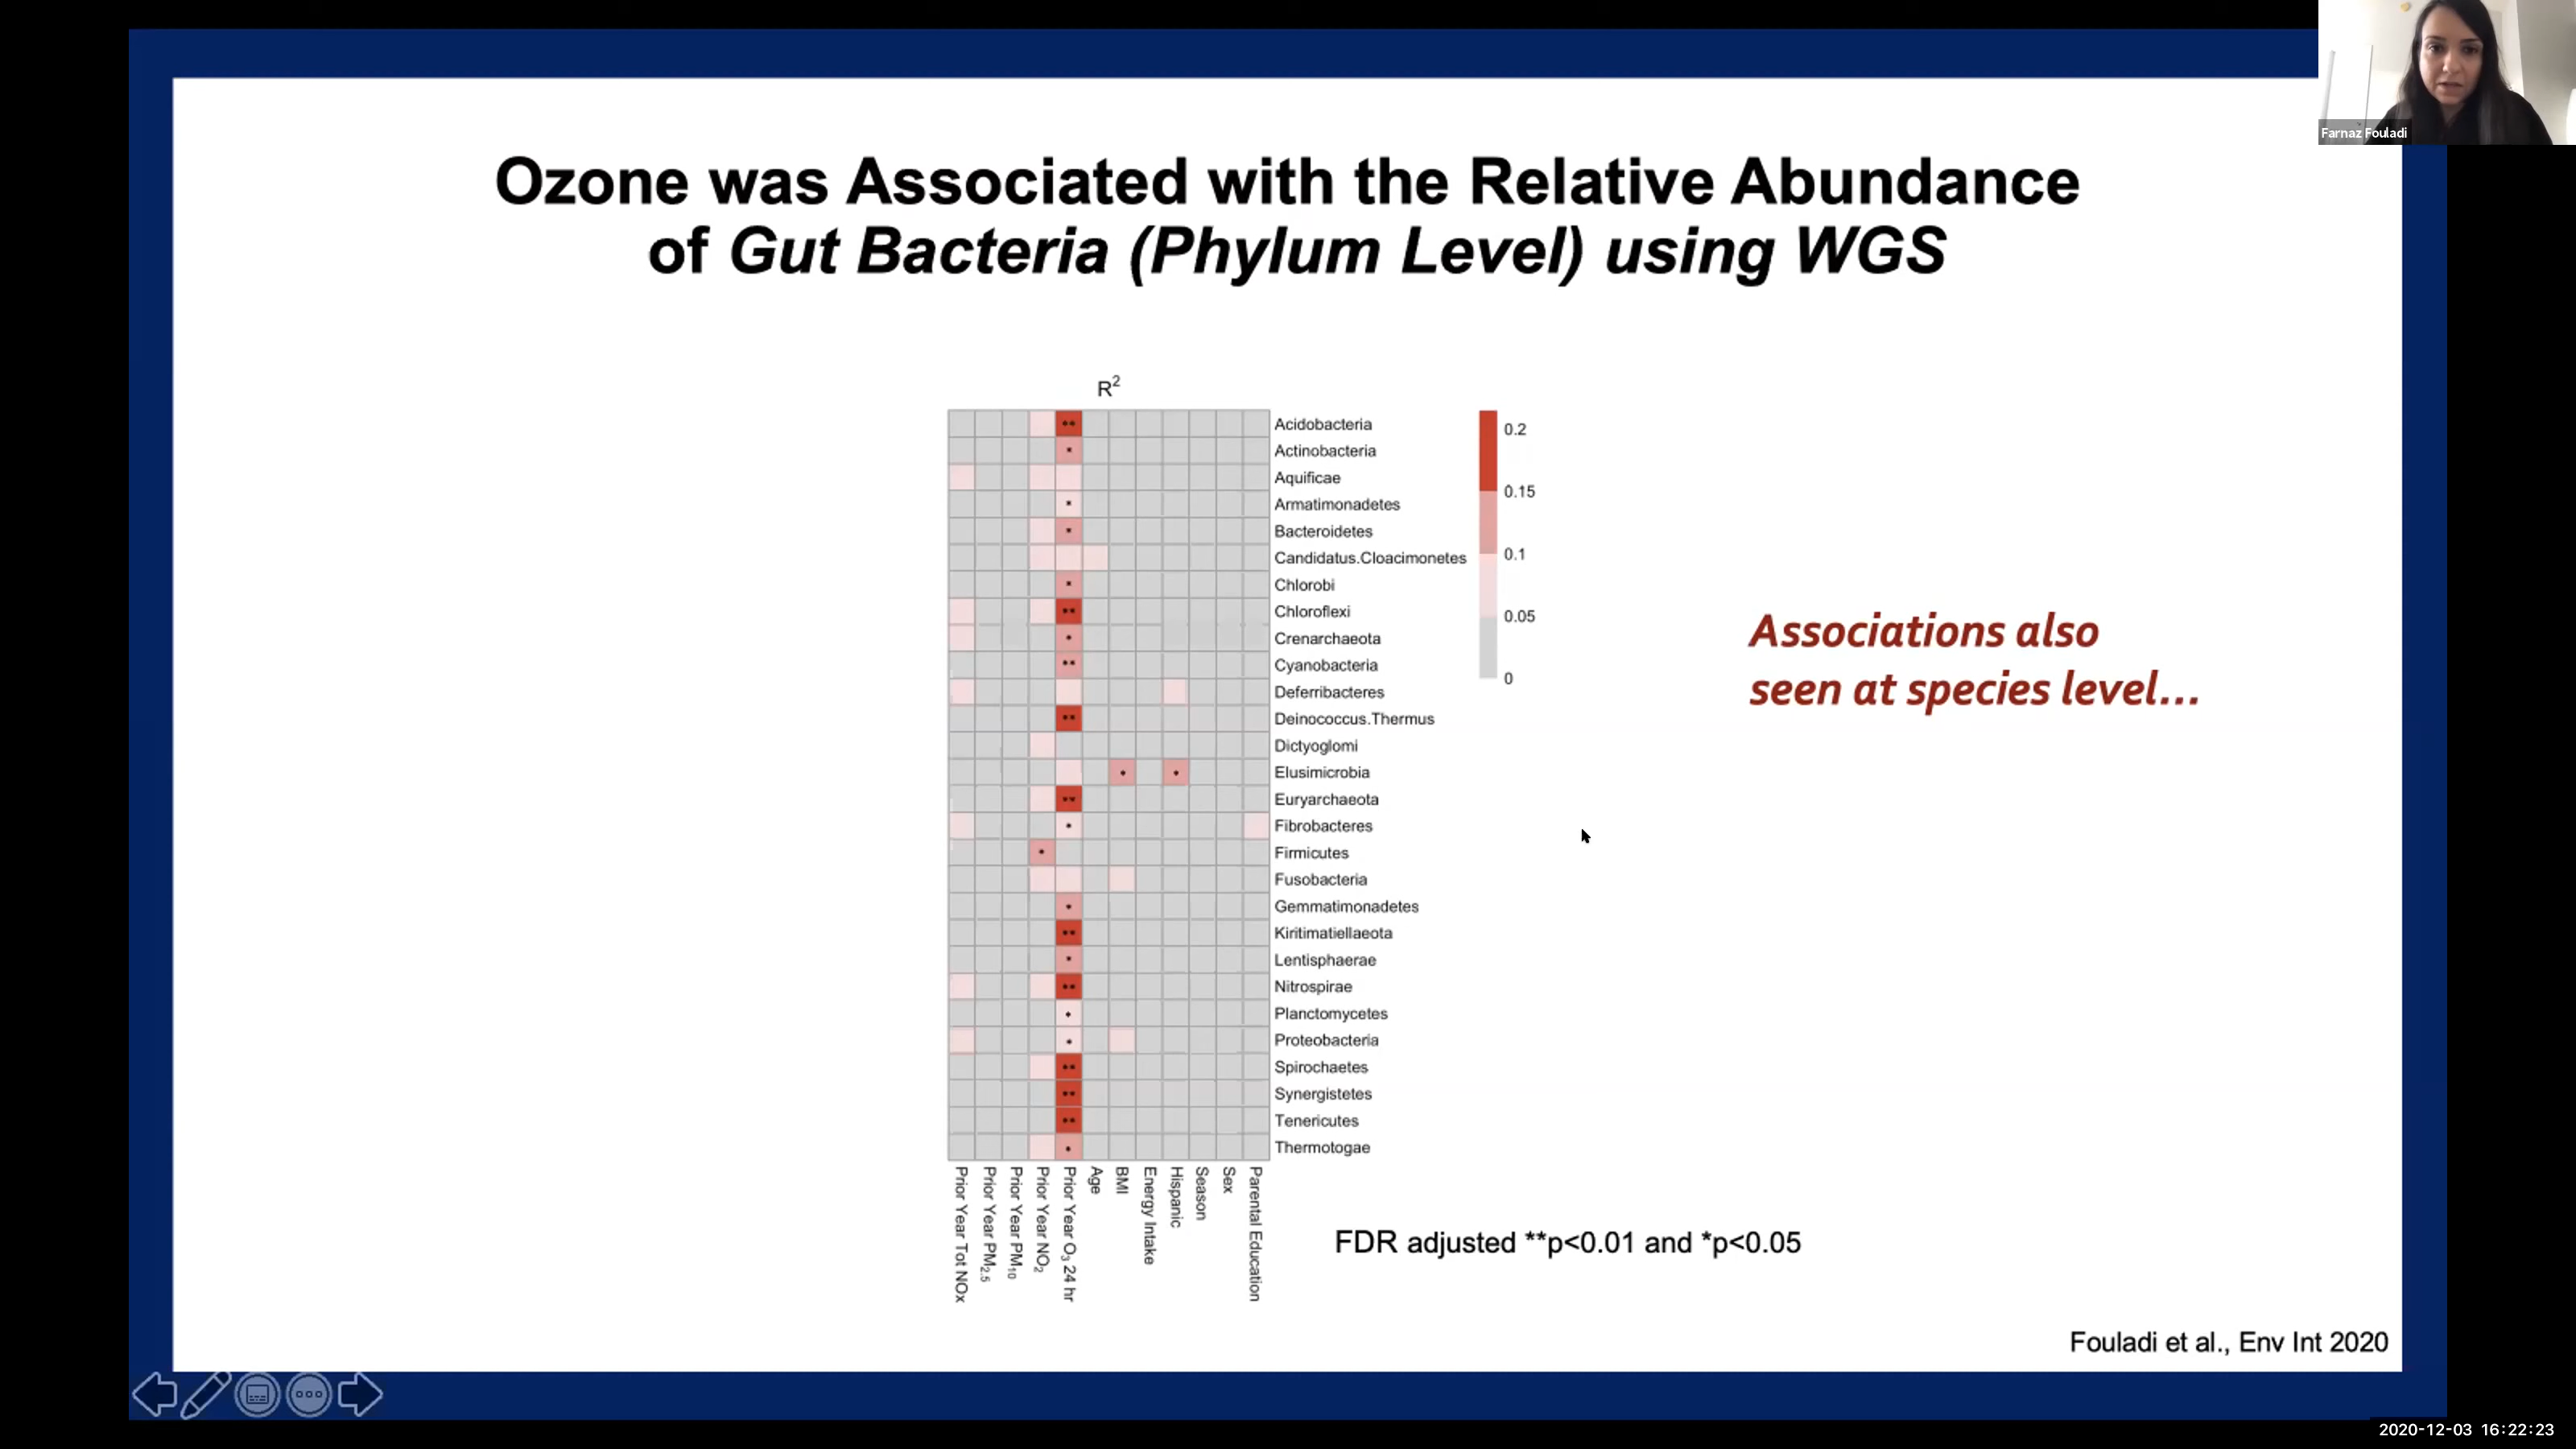 Farnaz Fouladi
Ozone was Associated with the Relative Abundance
of Gut Bacteria (Phylum Level) using WGS
R²
Acidobacteria
Actinobacteria
Aquificae
Armatimonadetes
Bacteroidetes
Candidatus.Cloacimonetes
Chlorobi
Chloroflexi
Crenarchaeota
Cyanobacteria
Deferribacteres
Deinococcus.Thermus
Dictyoglomi
Elusimicrobia
Euryarchaeota
Fibrobacteres
Firmicutes
Fusobacteria
Gemmatimonadetes
Kiritimatiellaeota
Lentisphaerae
Nitrospirae
Planctomycetes
Proteobacteria
Spirochaetes
Synergistetes
Tenericutes
Thermotogae
0.2
0.15
0.1
0.05
0
Associations also
seen at species level...
Prior Year Tot NOx
Prior Year PM₂.₅
Prior Year PM₁₀
Prior Year NO₂
Prior Year O₃ 24 hr
Age
BMI
Energy Intake
Hispanic
Season
Sex
Parental Education
FDR adjusted **p<0.01 and *p<0.05
Fouladi et al., Env Int 2020
2020-12-03 16:22:23